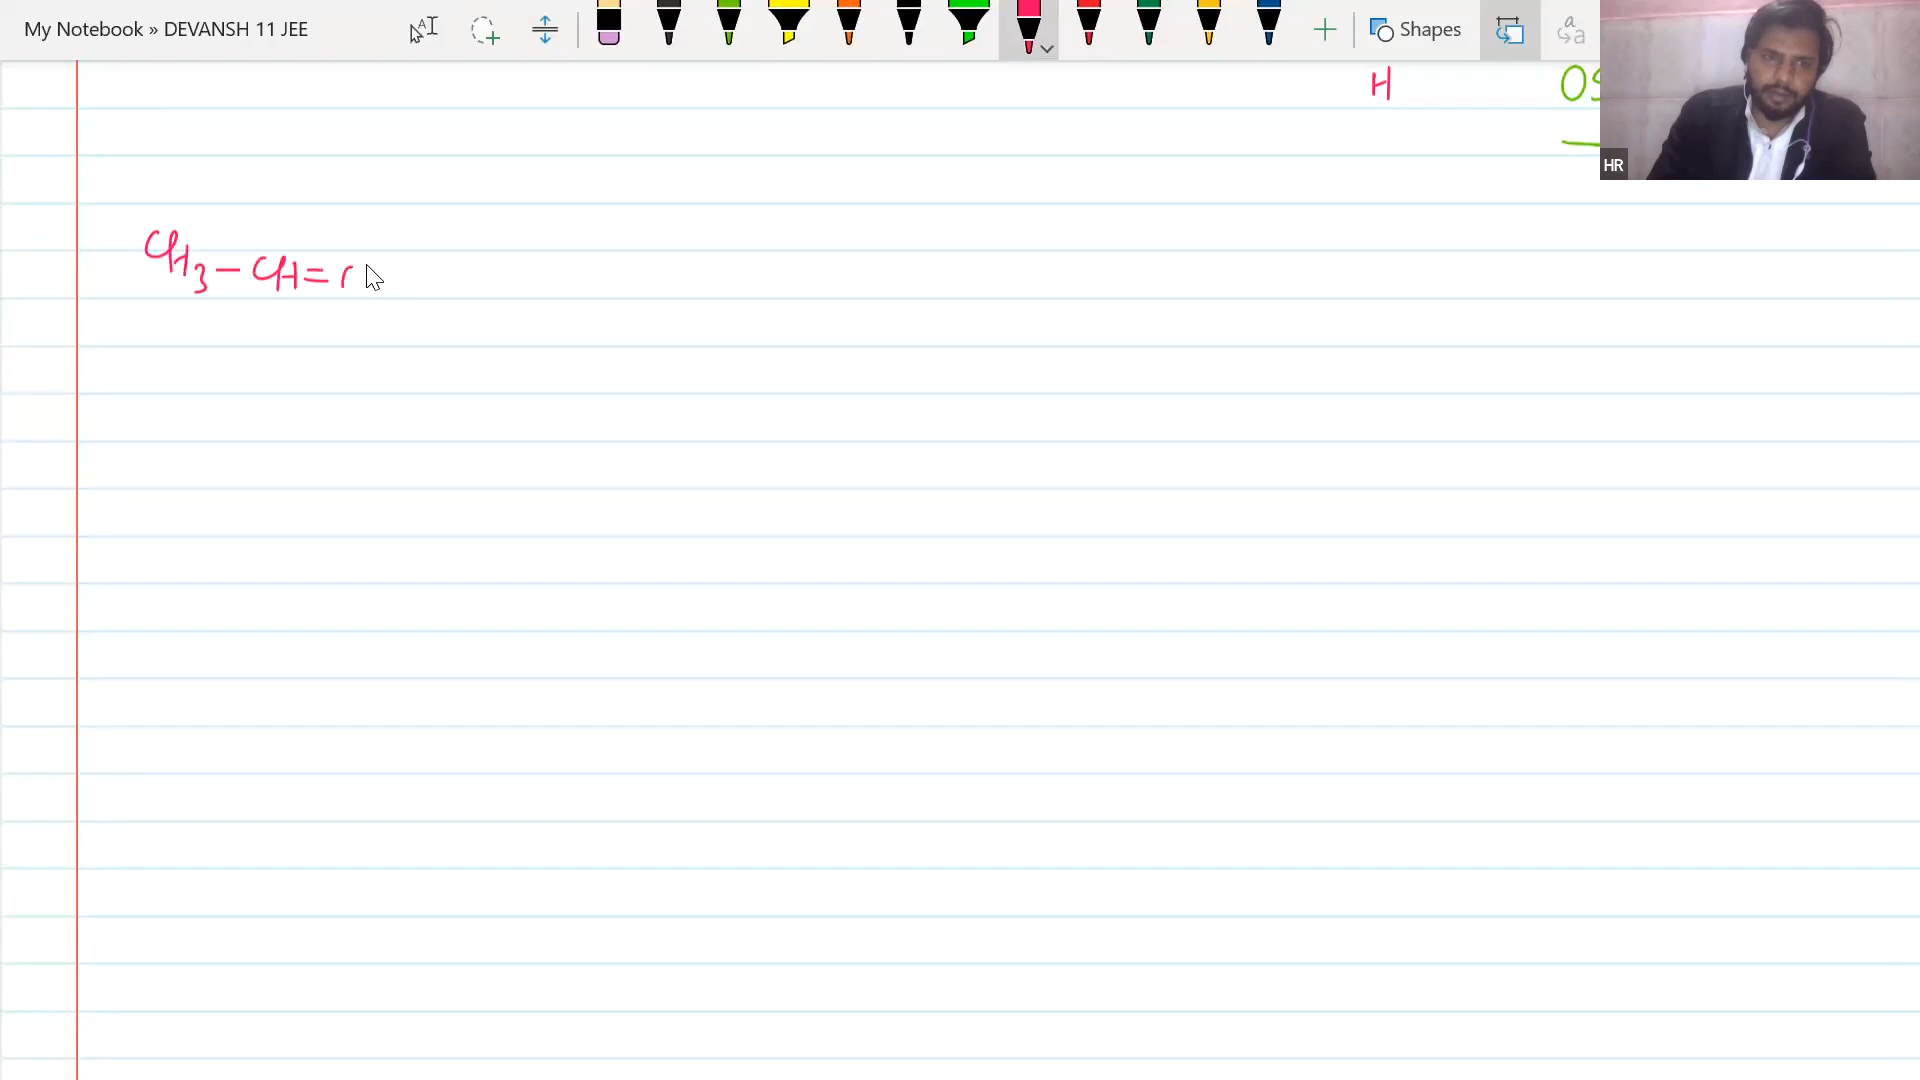 My Notebook » DEVANSH 11 JEE
Shapes
H
HR
CH3 - CH =